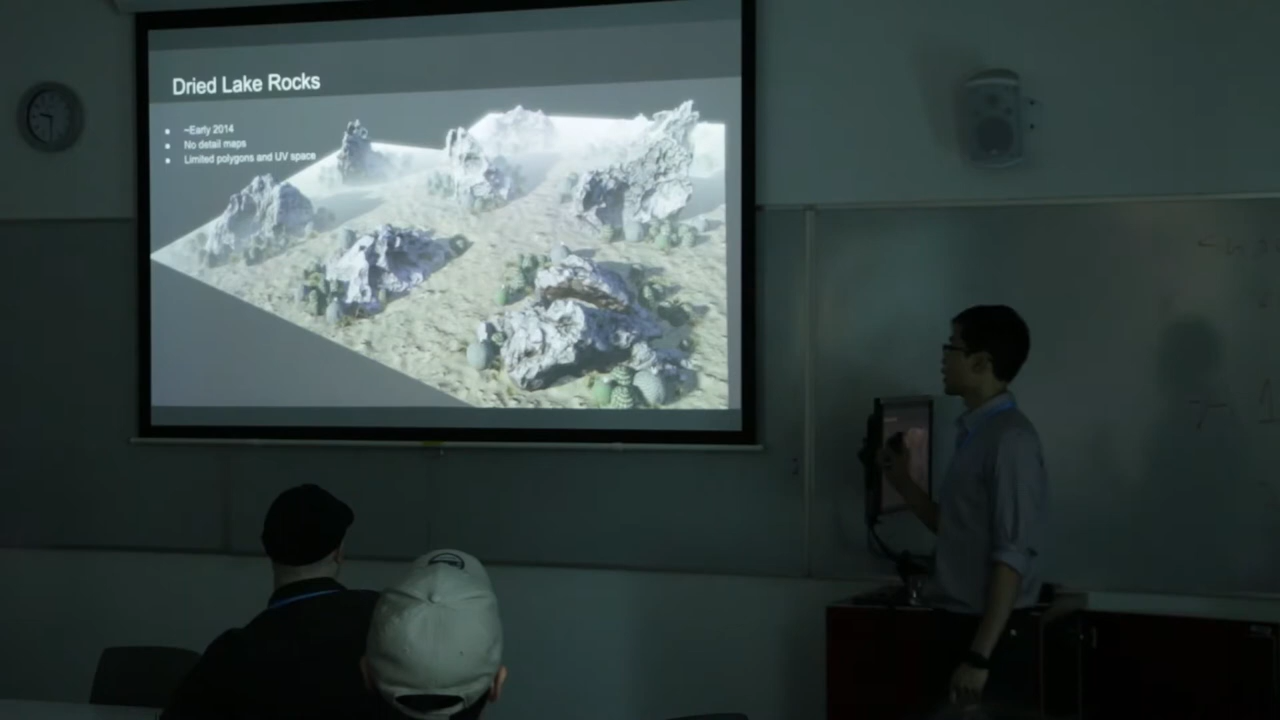 Dried Lake Rocks
~Early 2014
No detail maps
Limited polygons and UV space